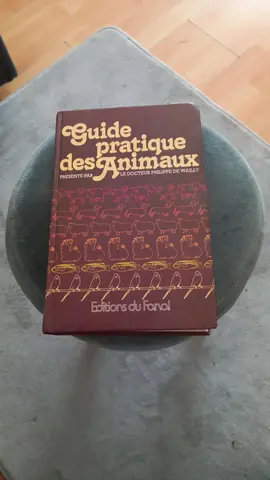 Guide
pratique
des Animaux
PRÉSENTÉ PAR LE DOCTEUR PHILIPPE DE WAILLY
Editions du Fanal